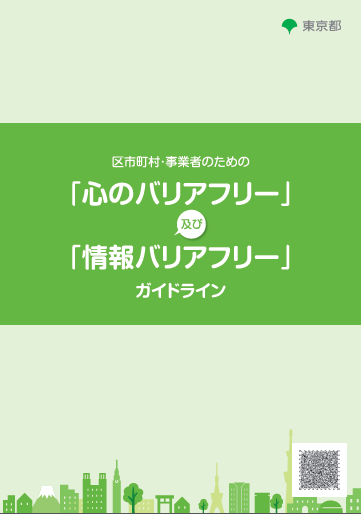 東京都
区市町村・事業者のための
「心のバリアフリー」
及び
「情報バリアフリー」
ガイドライン